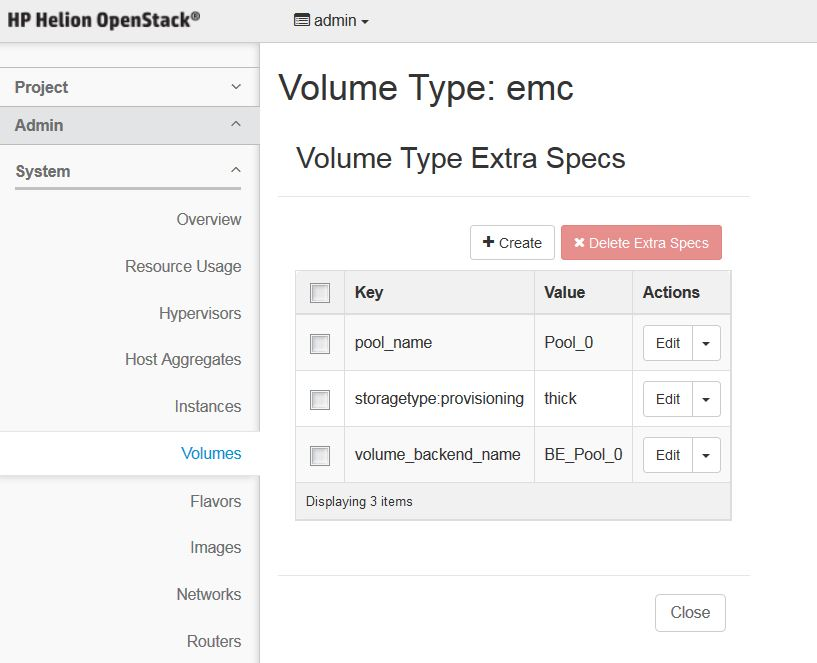 HP Helion OpenStack®
admin
Project
Admin
System
Overview
Resource Usage
Hypervisors
Host Aggregates
Instances
Volumes
Flavors
Images
Networks
Routers
Volume Type: emc
Volume Type Extra Specs
Create Delete Extra Specs
Key Value Actions
pool_name Pool_0 Edit
storagetype:provisioning thick Edit
volume_backend_name BE_Pool_0 Edit
Displaying 3 items
Close